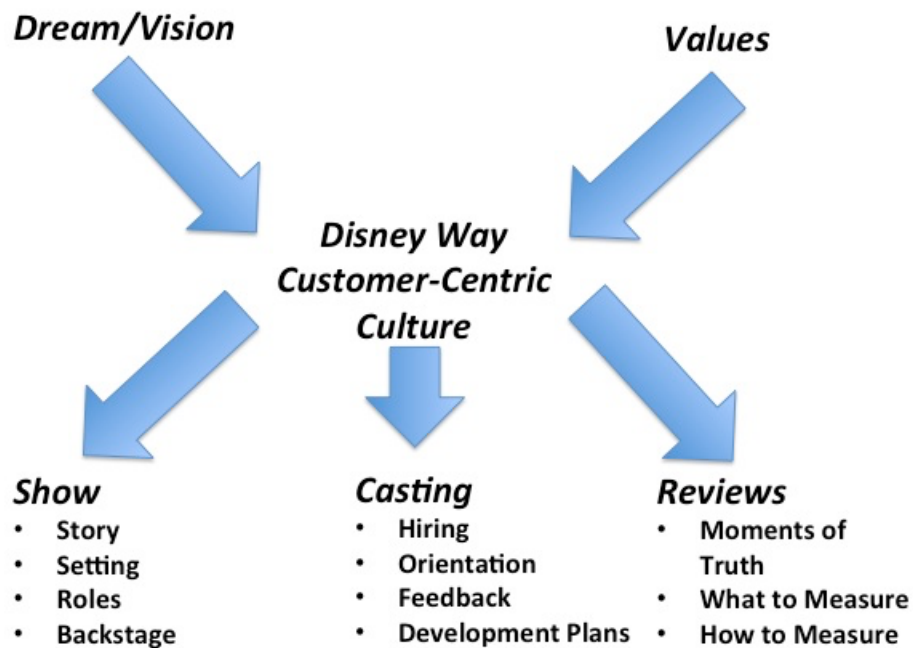 Dream/Vision
Values
Disney Way
Customer-Centric
Culture
Show
• Story
• Setting
• Roles
• Backstage
Casting
• Hiring
• Orientation
• Feedback
• Development Plans
Reviews
• Moments of
Truth
• What to Measure
• How to Measure